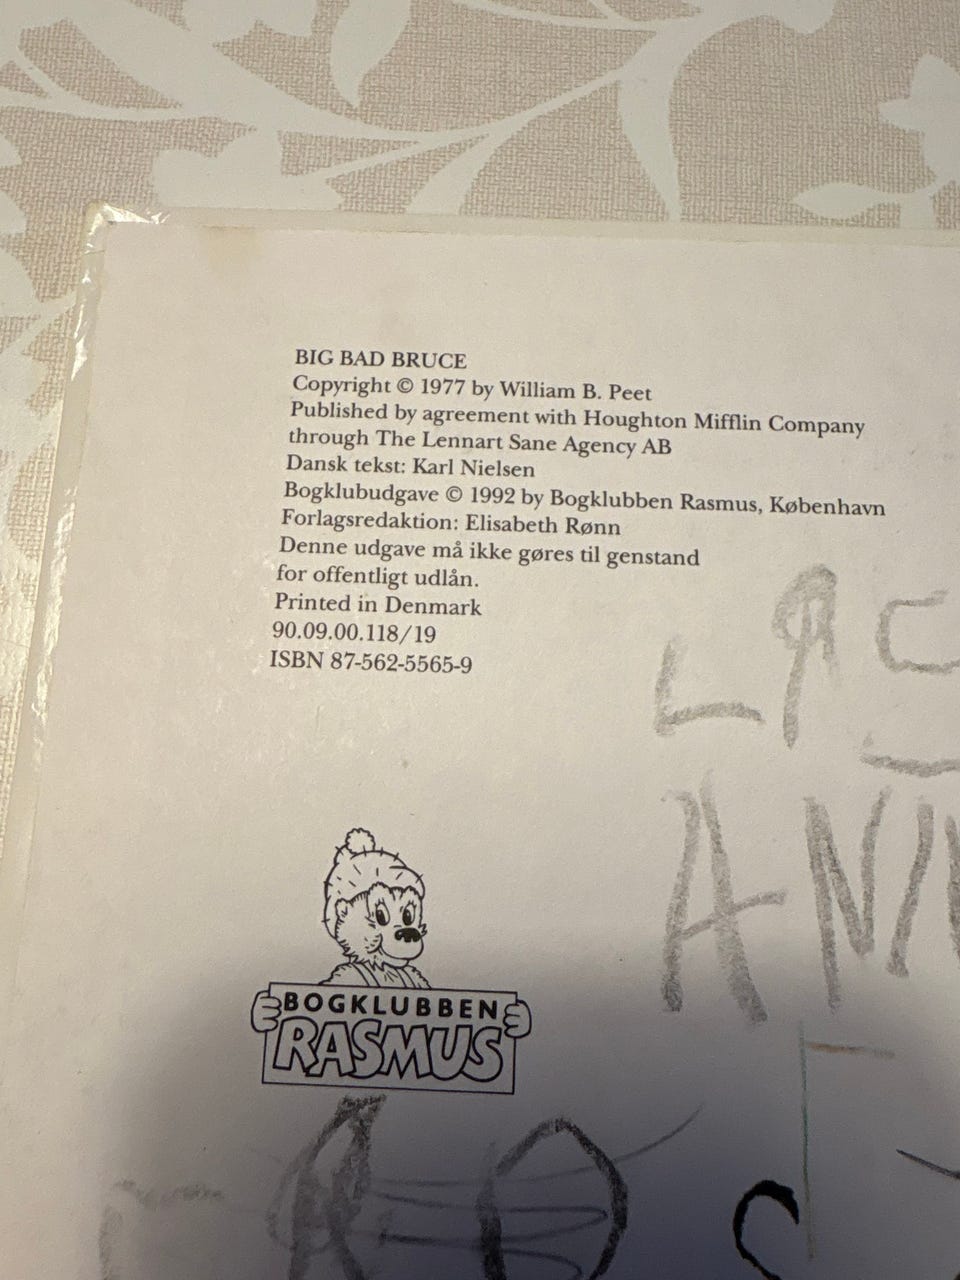 BIG BAD BRUCE
Copyright © 1977 by William B. Peet
Published by agreement with Houghton Mifflin Company
through The Lennart Sane Agency AB
Dansk tekst: Karl Nielsen
Bogklubudgave © 1992 by Bogklubben Rasmus, København
Forlagsredaktion: Elisabeth Rønn
Denne udgave må ikke gøres til genstand
for offentligt udlån.
Printed in Denmark
90.09.00.118/19
ISBN 87-562-5565-9
BOGKLUBBEN
RASMUS